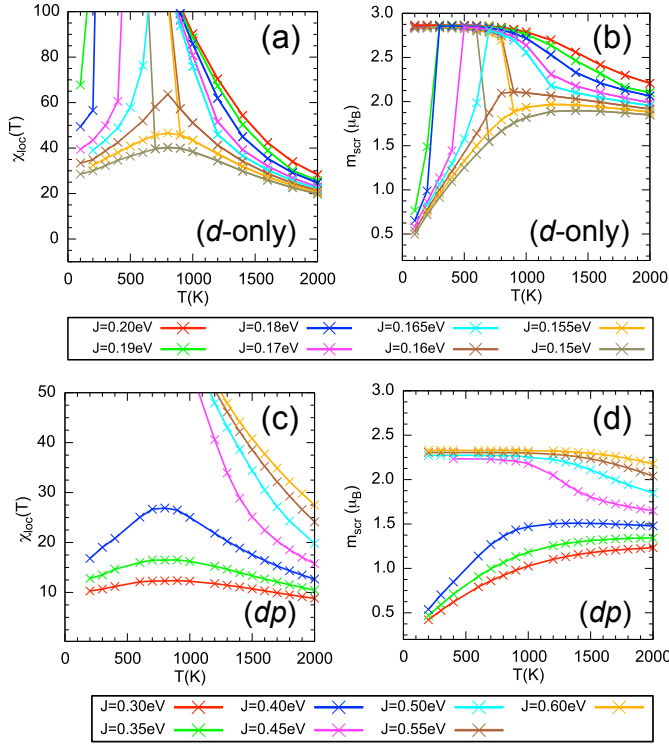 100
80
60
40
20
0
χloc(T)
(a)
(d-only)
0 500 1000 1500 2000
T(K)
3.0
2.5
2.0
1.5
1.0
0.5
mscr (μB)
(b)
(d-only)
0 500 1000 1500 2000
T(K)
J=0.20eV J=0.18eV J=0.165eV J=0.155eV
J=0.19eV J=0.17eV J=0.16eV J=0.15eV
50
40
30
20
10
χloc(T)
(c)
(dp)
0 500 1000 1500 2000
T(K)
3.0
2.5
2.0
1.5
1.0
0.5
mscr (μB)
(d)
(dp)
0 500 1000 1500 2000
T(K)
J=0.30eV J=0.40eV J=0.50eV J=0.60eV
J=0.35eV J=0.45eV J=0.55eV